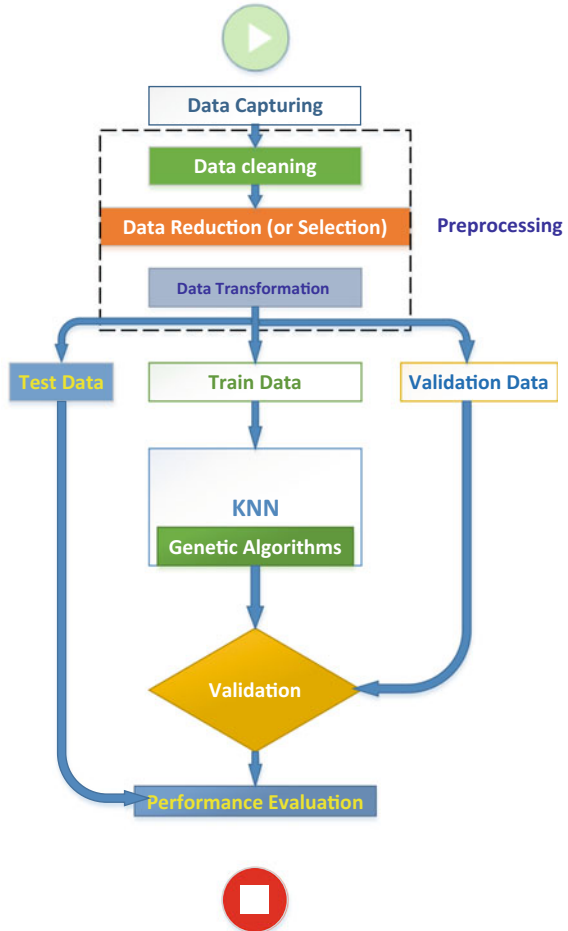 Data Capturing
Data cleaning
Data Reduction (or Selection)
Preprocessing
Data Transformation
Test Data
Train Data
Validation Data
KNN
Genetic Algorithms
Validation
Performance Evaluation